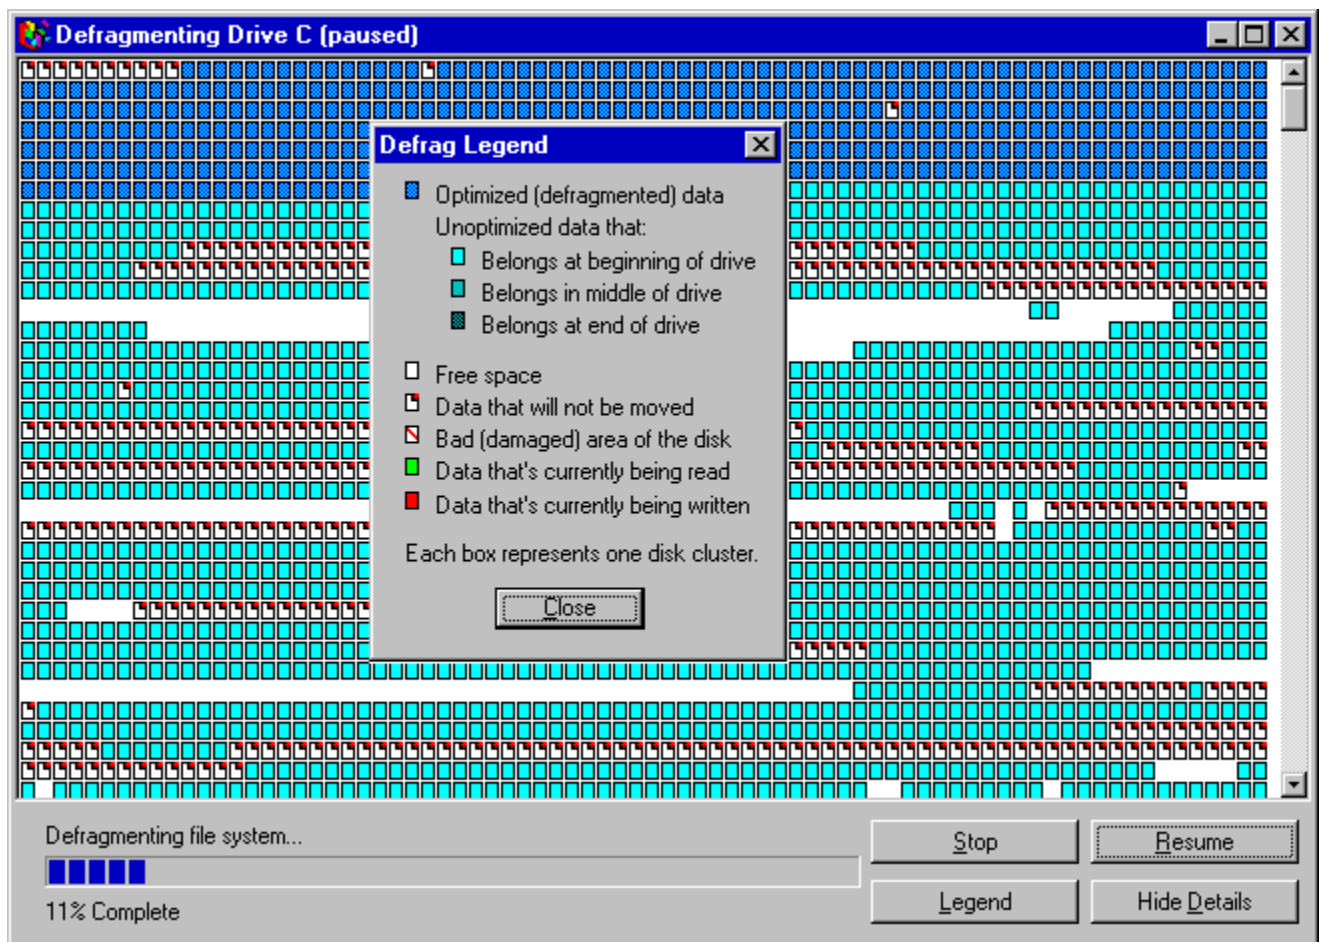 Defragmenting Drive C (paused)
Defrag Legend
Optimized (defragmented) data
Unoptimized data that:
Belongs at beginning of drive
Belongs in middle of drive
Belongs at end of drive
Free space
Data that will not be moved
Bad (damaged) area of the disk
Data that's currently being read
Data that's currently being written
Each box represents one disk cluster.
Close
Defragmenting file system...
11% Complete
Stop
Resume
Legend
Hide Details